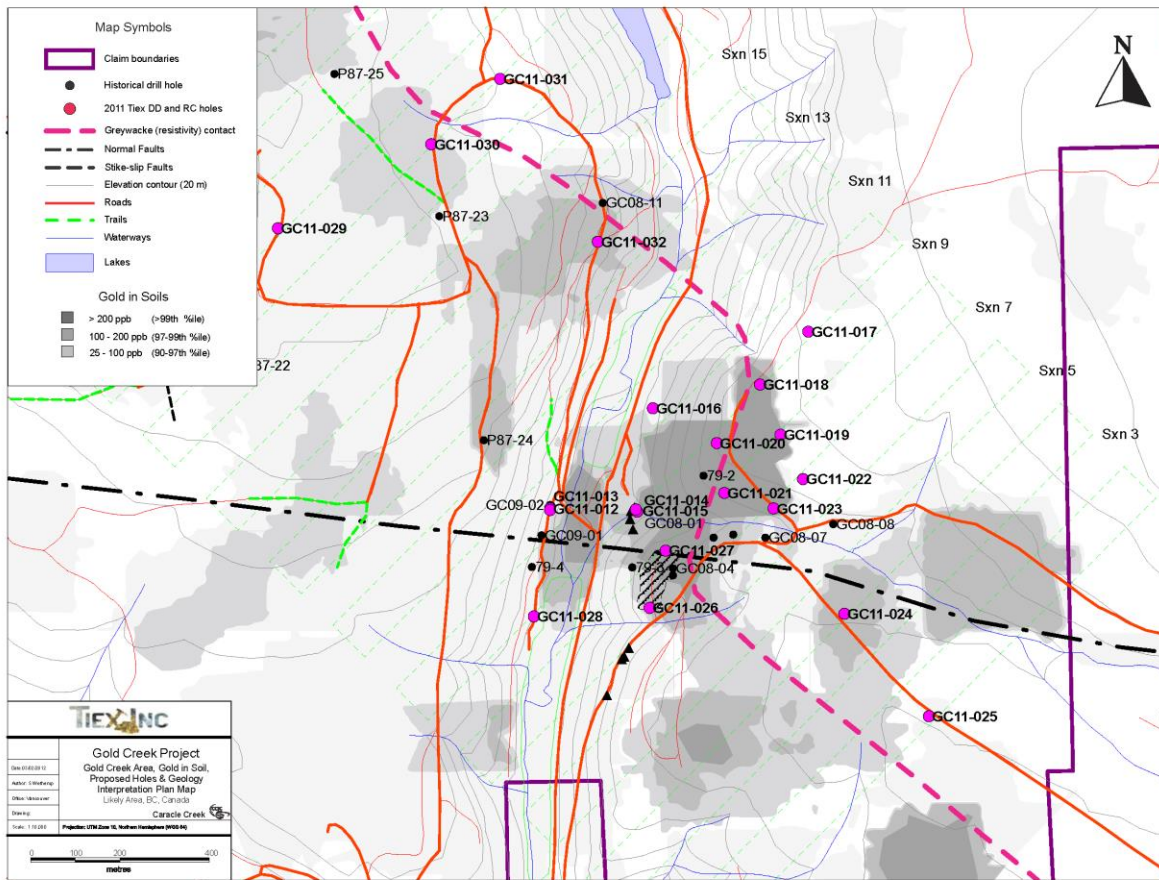 Map Symbols
Claim boundaries
Historical drill hole
2011 Tiex DD and RC holes
Greywacke (resistivity) contact
Normal Faults
Stike-slip Faults
Elevation contour (20 m)
Roads
Trails
Waterways
Lakes
Gold in Soils
> 200 ppb (>99th %ile)
100 - 200 ppb (97-99th %ile)
25 - 100 ppb (90-97th %ile)
N
Sxn 15
Sxn 13
Sxn 11
Sxn 9
Sxn 7
Sxn 5
Sxn 3
P87-25
GC11-031
GC11-030
P87-23
GC08-11
GC11-029
GC11-032
GC11-017
37-22
GC11-018
GC11-016
GC11-019
P87-24
GC11-020
79-2
GC11-022
GC11-013
GC11-021
GC09-02
GC11-012
GC11-014
GC11-015
GC11-023
GC08-01
GC08-08
GC09-01
GC08-07
GC11-027
79-4
79-3
GC08-04
GC11-026
GC11-028
GC11-024
GC11-025
TIEX INC
Gold Creek Project
Gold Creek Area, Gold in Soil,
Proposed Holes & Geology
Interpretation Plan Map
Likely Area, BC, Canada
Caracle Creek
Office: Vancouver
Drawing:
Projection: UTM Zone 10, Northern Hemisphere (WGS 84)
0 100 200 400
metres